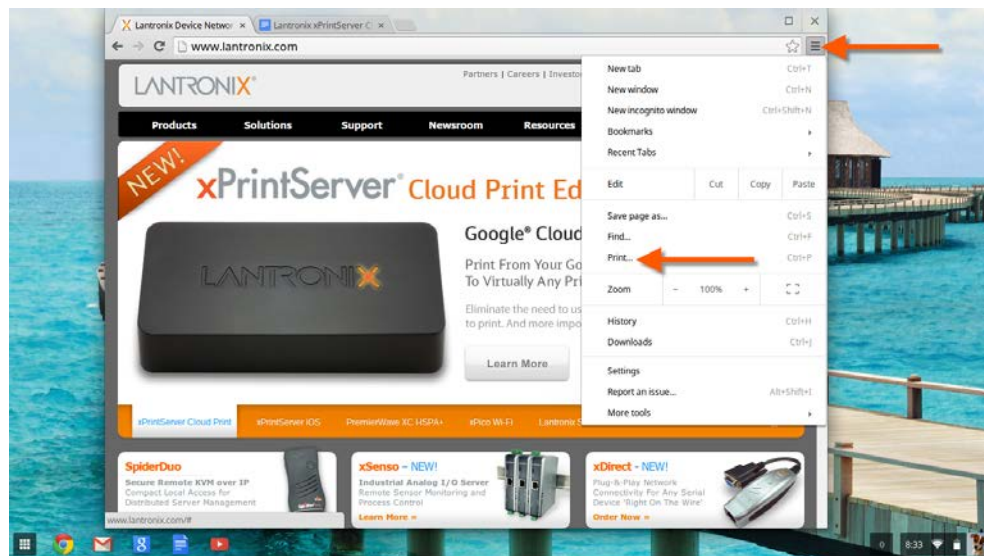 Lantronix Device Networ
Lantronix xPrintServer C
www.lantronix.com
LANTRONIX®
Partners | Careers | Investo
Products Solutions Support Newsroom Resources
NEW!
xPrintServer® Cloud Print Ed
Google® Cloud
Print From Your Go
To Virtually Any Pri
Eliminate the need to us
to print. And more impo
LANTRONIX
Learn More
xPrintServer Cloud Print xPrintServer iOS PremierWave XC HSPA+ xPico Wi-Fi Lantronix S
SpiderDuo
Secure Remote KVM over IP
Compact Local Access for
Distributed Server Management
xSenso – NEW!
Industrial Analog I/O Server
Remote Sensor Monitoring and
Process Control
Learn More »
xDirect - NEW!
Plug-&-Play Network
Connectivity For Any Serial
Device 'Right On The Wire'
Order Now »
www.lantronix.com/#
New tab Ctrl+T
New window Ctrl+N
New incognito window Ctrl+Shift+N
Bookmarks
Recent Tabs
Edit Cut Copy Paste
Save page as... Ctrl+S
Find... Ctrl+F
Print... Ctrl+P
Zoom - 100% +
History Ctrl+H
Downloads Ctrl+J
Settings
Report an issue... Alt+Shift+I
More tools
8
0 8:33